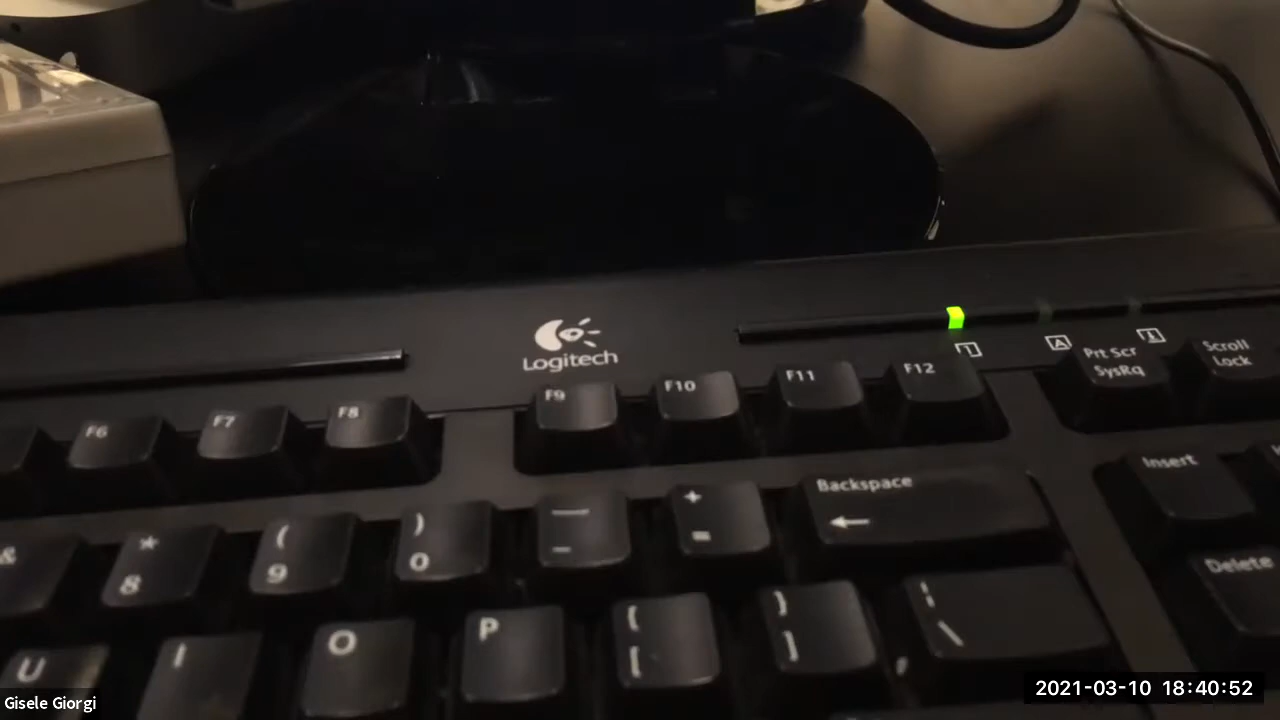 Logitech
1
A
Prt Scr
SysRq
Scroll
Lock
F6
F7
F8
F9
F10
F11
F12
Insert
&
*
8
(
9
)
0
—
_
+
=
Backspace
←
Delete
U
I
O
P
{
[
}
]
¦
\
Gisele Giorgi
2021-03-10 18:40:52